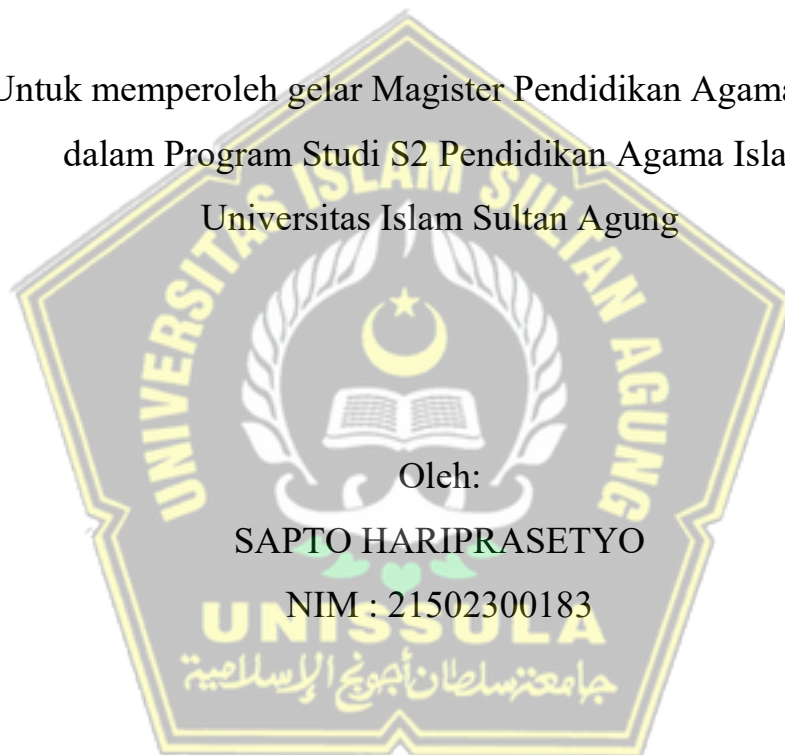 Untuk memperoleh gelar Magister Pendidikan Agama
dalam Program Studi S2 Pendidikan Agama Isla
Universitas Islam Sultan Agung
UNIVERSITAS ISLAM SULTAN AGUNG
Oleh:
SAPTO HARIPRASETYO
NIM : 21502300183
UNISSULA
جامعة سلطان أجونج الإسلامية